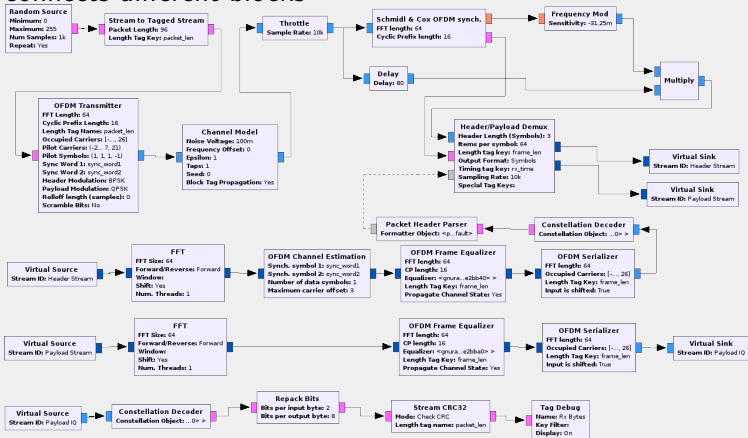 connects different blocks
Random Source
Minimum: 0
Maximum: 255
Num Samples: 1k
Repeat: Yes
Stream to Tagged Stream
Packet Length: 96
Length Tag Key: packet_len
Throttle
Sample Rate: 10k
Schmidl & Cox OFDM synch.
FFT length: 64
Cyclic Prefix length: 16
Frequency Mod
Sensitivity: -31.25m
Delay
Delay: 80
Multiply
OFDM Transmitter
FFT Length: 64
Cyclic Prefix Length: 16
Length Tag Name: packet_len
Occupied Carriers: [-..., 26]
Pilot Carriers: (-2... 7, 21)
Pilot Symbols: (1, 1, 1, -1)
Sync Word 1: sync_word1
Sync Word 2: sync_word2
Header Modulation: BPSK
Payload Modulation: QPSK
Rolloff length (samples): 0
Scramble Bits: No
Channel Model
Noise Voltage: 100m
Frequency Offset: 0
Epsilon: 1
Taps: 1
Seed: 0
Block Tag Propagation: Yes
Header/Payload Demux
Header Length (Symbols): 3
Items per symbol: 64
Length tag key: frame_len
Output Format: Symbols
Timing tag key: rx_time
Sampling Rate: 10k
Special Tag Keys:
Virtual Sink
Stream ID: Header Stream
Virtual Sink
Stream ID: Payload Stream
Packet Header Parser
Formatter Object: <p...fault>
Constellation Decoder
Constellation Object: ...0> >
Virtual Source
Stream ID: Header Stream
FFT
FFT Size: 64
Forward/Reverse: Forward
Window:
Shift: Yes
Num. Threads: 1
OFDM Channel Estimation
Synch. symbol 1: sync_word1
Synch. symbol 2: sync_word2
Number of data symbols: 1
Maximum carrier offset: 3
OFDM Frame Equalizer
FFT length: 64
CP length: 16
Equalizer: <gnura...e2bb40> >
Length Tag Key: frame_len
Propagate Channel State: Yes
OFDM Serializer
FFT length: 64
Occupied Carriers: [-..., 26]
Length Tag Key: frame_len
Input is shifted: True
Virtual Source
Stream ID: Payload Stream
FFT
FFT Size: 64
Forward/Reverse: Forward
Window:
Shift: Yes
Num. Threads: 1
OFDM Frame Equalizer
FFT length: 64
CP length: 16
Equalizer: <gnura...e2bba0> >
Length Tag Key: frame_len
Propagate Channel State: Yes
OFDM Serializer
FFT length: 64
Occupied Carriers: [-..., 26]
Length Tag Key: frame_len
Input is shifted: True
Virtual Sink
Stream ID: Payload IQ
Virtual Source
Stream ID: Payload IQ
Constellation Decoder
Constellation Object: ...0> >
Repack Bits
Bits per input byte: 2
Bits per output byte: 8
Stream CRC32
Mode: Check CRC
Length tag name: packet_len
Tag Debug
Name: Rx Bytes
Key Filter:
Display: On